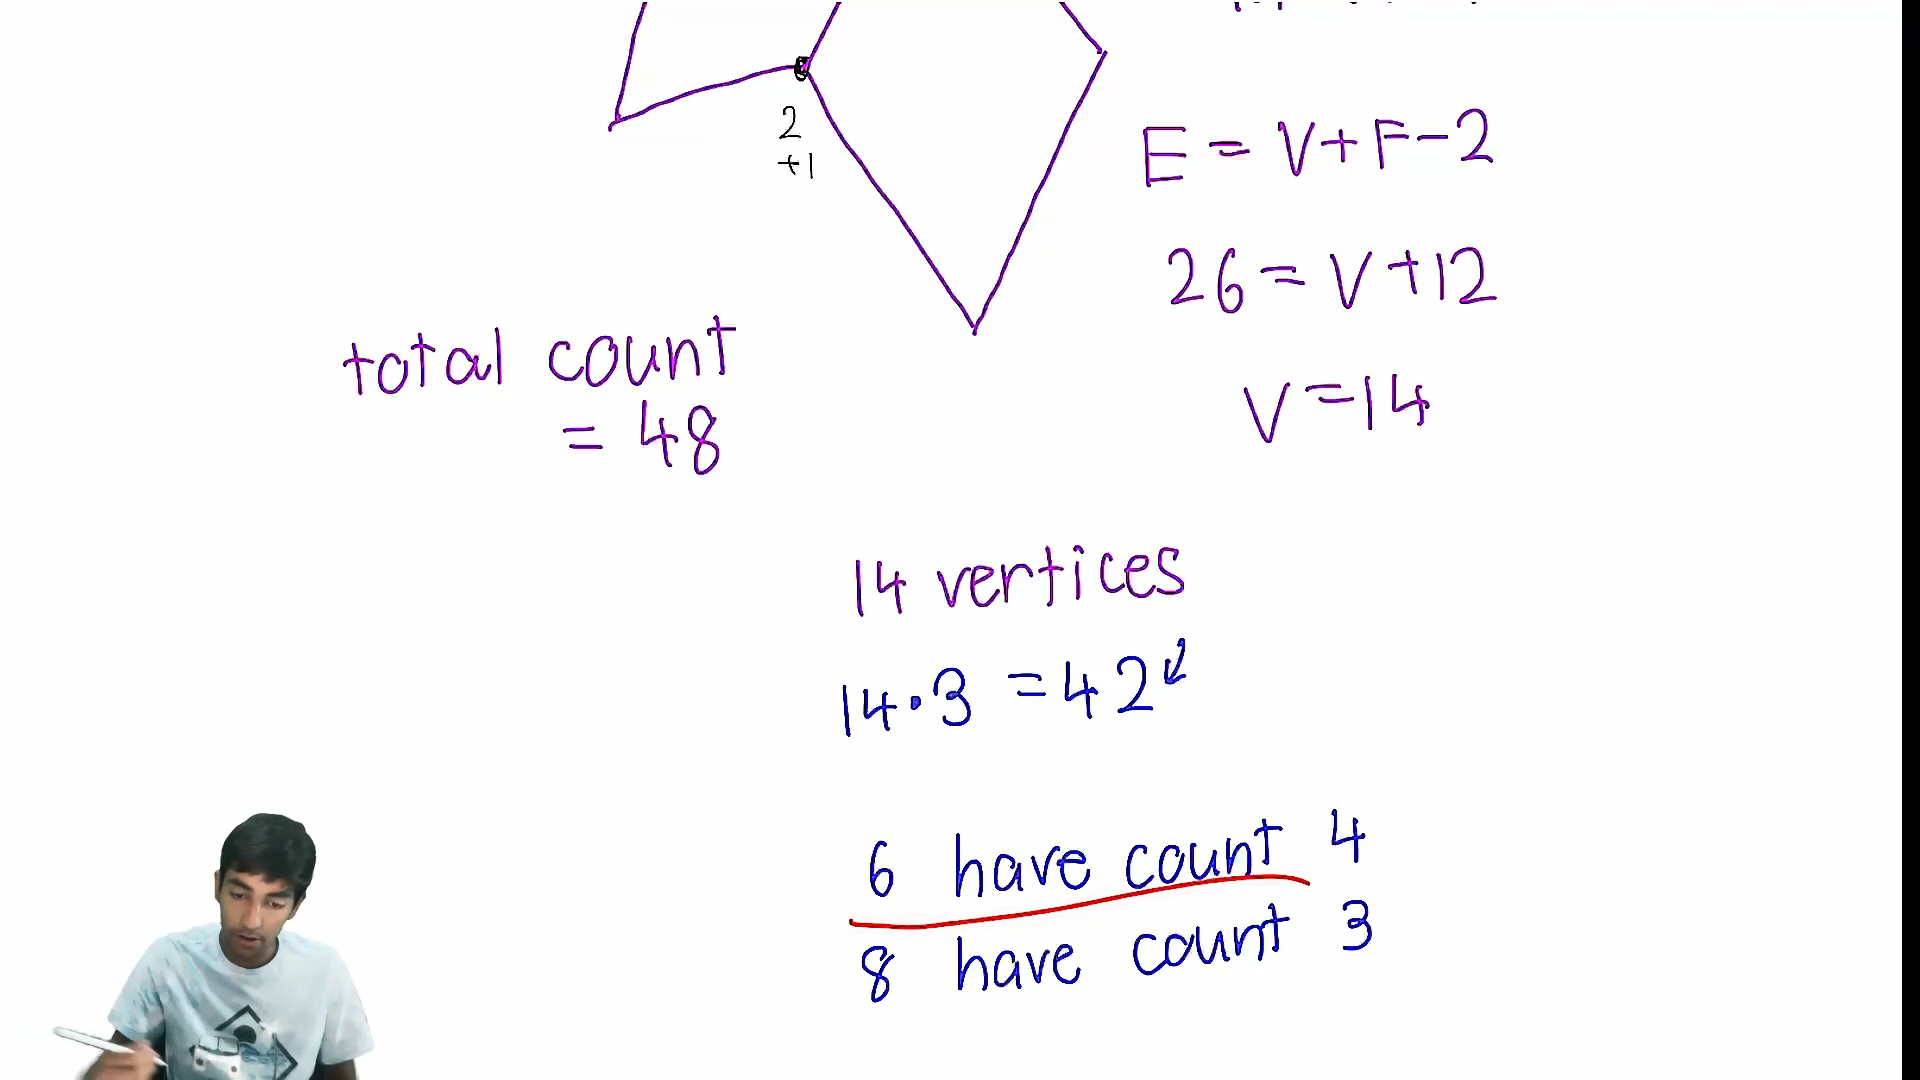 2
+1
E = V + F - 2
26 = V + 12
V = 14
total count
= 48
14 vertices
14 · 3 = 42
6 have count 4
8 have count 3